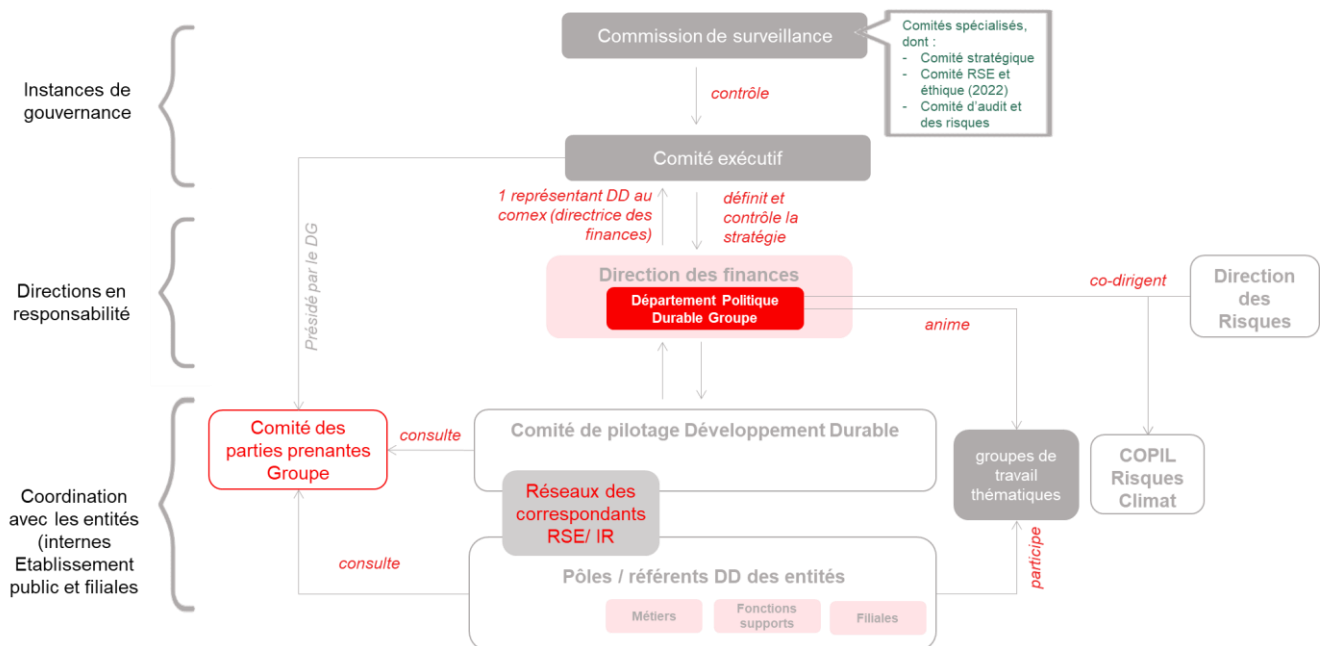 Commission de surveillance
Comités spécialisés,
dont :
- Comité stratégique
- Comité RSE et
éthique (2022)
- Comité d'audit et
des risques
Instances de
gouvernance
contrôle
Comité exécutif
1 représentant DD au
comex (directrice des
finances)
définit et
contrôle la
stratégie
Présidé par le DG
Directions en
responsabilité
Direction des finances
Département Politique
Durable Groupe
co-dirigent
anime
Direction
des
Risques
Comité des
parties prenantes
Groupe
consulte
Comité de pilotage Développement Durable
groupes de
travail
thématiques
COPIL
Risques
Climat
Réseaux des
correspondants
RSE/ IR
Coordination
avec les entités
(internes
Etablissement
public et filiales
consulte
Pôles / référents DD des entités
participe
Métiers
Fonctions
supports
Filiales